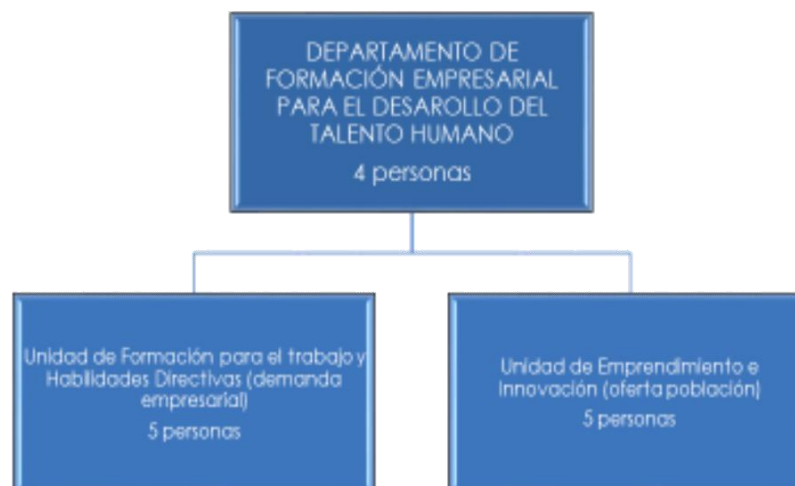 DEPARTAMENTO DE
FORMACIÓN EMPRESARIAL
PARA EL DESAROLLO DEL
TALENTO HUMANO
4 personas
Unidad de Formación para el trabajo y
Habilidades Directivas (demanda
empresarial)
5 personas
Unidad de Emprendimiento e
Innovación (oferta población)
5 personas